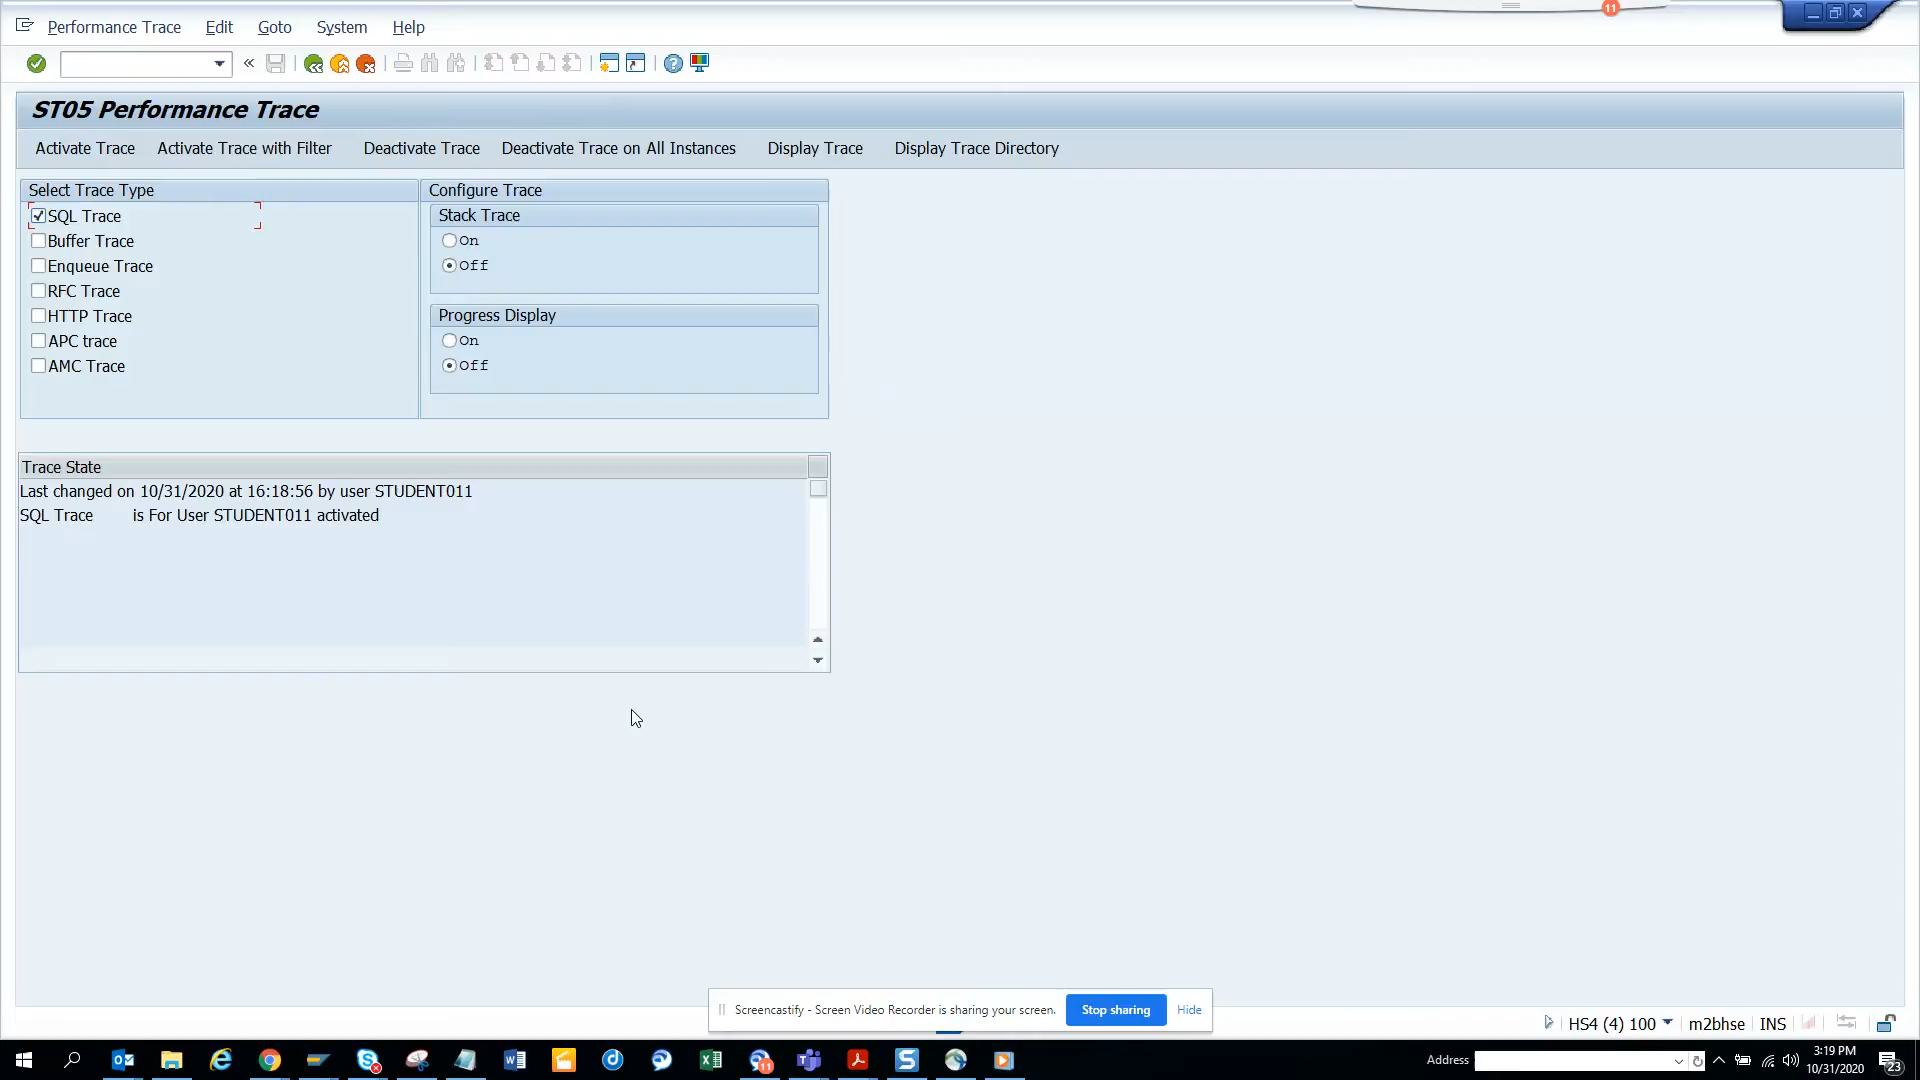 Performance Trace Edit Goto System Help
11
«
ST05 Performance Trace
Activate Trace Activate Trace with Filter Deactivate Trace Deactivate Trace on All Instances Display Trace Display Trace Directory
Select Trace Type
SQL Trace
Buffer Trace
Enqueue Trace
RFC Trace
HTTP Trace
APC trace
AMC Trace
Configure Trace
Stack Trace
On
Off
Progress Display
On
Off
Trace State
Last changed on 10/31/2020 at 16:18:56 by user STUDENT011
SQL Trace is For User STUDENT011 activated
Screencastify - Screen Video Recorder is sharing your screen. Stop sharing Hide
HS4 (4) 100 m2bhse INS
11
Address
3:19 PM
10/31/2020
23